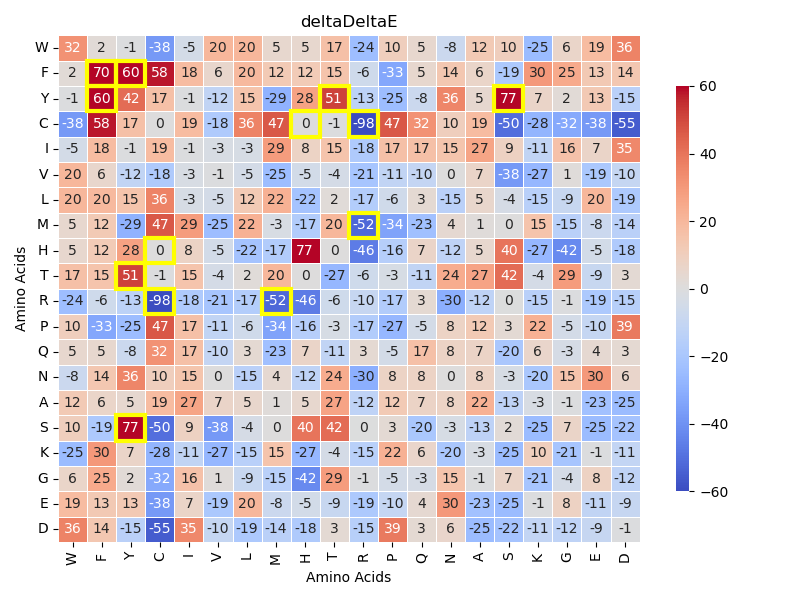 deltaDeltaE
W 32 2 -1 -38 -5 20 20 5 5 17 -24 10 5 -8 12 10 -25 6 19 36
F 2 70 60 58 18 6 20 12 12 15 -6 -33 5 14 6 -19 30 25 13 14
Y -1 60 42 17 -1 -12 15 -29 28 51 -13 -25 -8 36 5 77 7 2 13 -15
C -38 58 17 0 19 -18 36 47 0 -1 -98 47 32 10 19 -50 -28 -32 -38 -55
I -5 18 -1 19 -1 -3 -3 29 8 15 -18 17 17 15 27 9 -11 16 7 35
V 20 6 -12 -18 -3 -1 -5 -25 -5 -4 -21 -11 -10 0 7 -38 -27 1 -19 -10
L 20 20 15 36 -3 -5 12 22 -22 2 -17 -6 3 -15 5 -4 -15 -9 20 -19
M 5 12 -29 47 29 -25 22 -3 -17 20 -52 -34 -23 4 1 0 15 -15 -8 -14
H 5 12 28 0 8 -5 -22 -17 77 0 -46 -16 7 -12 5 40 -27 -42 -5 -18
T 17 15 51 -1 15 -4 2 20 0 -27 -6 -3 -11 24 27 42 -4 29 -9 3
R -24 -6 -13 -98 -18 -21 -17 -52 -46 -6 -10 -17 3 -30 -12 0 -15 -1 -19 -15
P 10 -33 -25 47 17 -11 -6 -34 -16 -3 -17 -27 -5 8 12 3 22 -5 -10 39
Q 5 5 -8 32 17 -10 3 -23 7 -11 3 -5 17 8 7 -20 6 -3 4 3
N -8 14 36 10 15 0 -15 4 -12 24 -30 8 8 0 8 -3 -20 15 30 6
A 12 6 5 19 27 7 5 1 5 27 -12 12 7 8 22 -13 -3 -1 -23 -25
S 10 -19 77 -50 9 -38 -4 0 40 42 0 3 -20 -3 -13 2 -25 7 -25 -22
K -25 30 7 -28 -11 -27 -15 15 -27 -4 -15 22 6 -20 -3 -25 10 -21 -1 -11
G 6 25 2 -32 16 1 -9 -15 -42 29 -1 -5 -3 15 -1 7 -21 -4 8 -12
E 19 13 13 -38 7 -19 20 -8 -5 -9 -19 -10 4 30 -23 -25 -1 8 -11 -9
D 36 14 -15 -55 35 -10 -19 -14 -18 3 -15 39 3 6 -25 -22 -11 -12 -9 -1
W F Y C I V L M H T R P Q N A S K G E D
Amino Acids
Amino Acids
60
40
20
0
−20
−40
−60